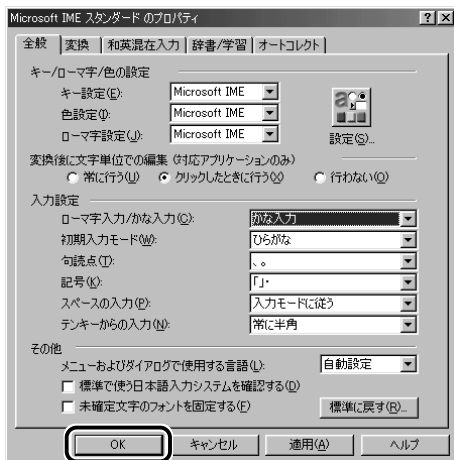 Microsoft IME スタンダード のプロパティ
全般 変換 和英混在入力 辞書/学習 オートコレクト
キー/ローマ字/色の設定
キー設定(E): Microsoft IME
色設定(I): Microsoft IME
ローマ字設定(J): Microsoft IME
設定(S)...
変換後に文字単位での編集 (対応アプリケーションのみ)
常に行う(U) クリックしたときに行う(X) 行わない(O)
入力設定
ローマ字入力/かな入力(C): かな入力
初期入力モード(W): ひらがな
句読点(T): 、。
記号(K): 「」・
スペースの入力(P): 入力モードに従う
テンキーからの入力(N): 常に半角
その他
メニューおよびダイアログで使用する言語(L): 自動設定
標準で使う日本語入力システムを確認する(D)
未確定文字のフォントを固定する(F) 標準に戻す(R)...
OK キャンセル 適用(A) ヘルプ